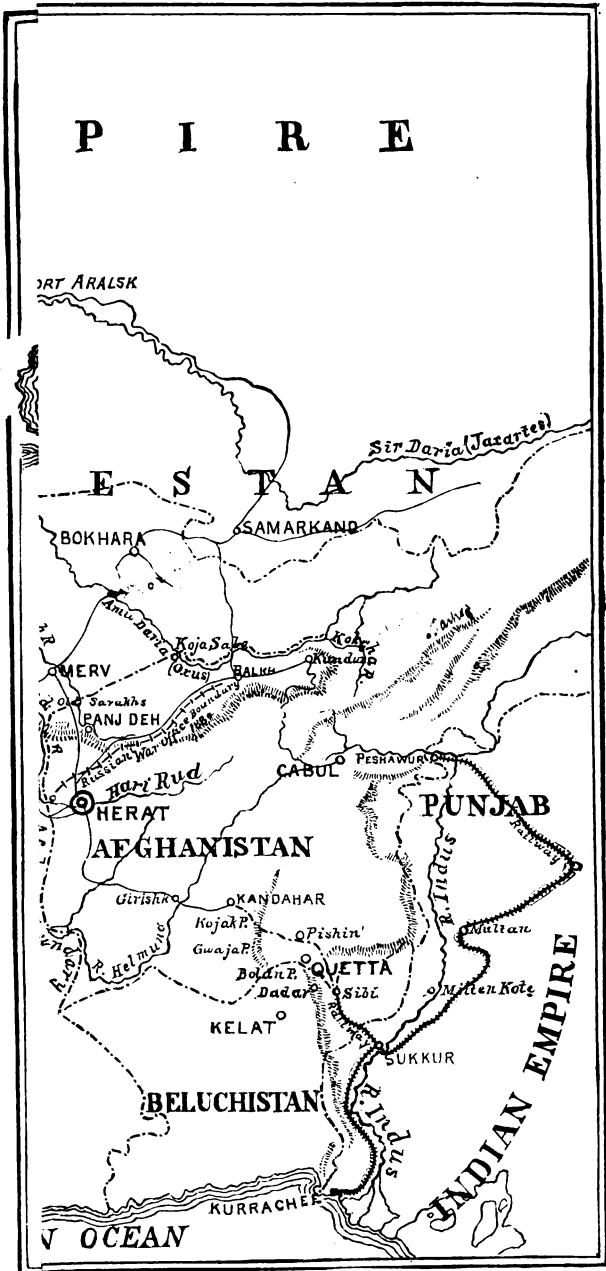 PIRE
ORT ARALSK
Sir Daria (Jaxartes)
ESTAN
SAMARKAND
BOKHARA
Amu Daria
(Oxus)
Koja Sale
Kunduz
R
MERV
BALKH
Old Sarakhs
PANJ DEH
Russian War Office Boundary
Hari Rud
HERAT
CABUL
PESHAWUR
PUNJAB
Railway
AFGHANISTAN
R. Indus
Girishk
KANDAHAR
Kojak P.
Pishin
Multan
Gwaja P.
R. Helmund
Bolan P.
QUETTA
Dadar
Sibi
Mitten Kote
Railway
KELAT
SUKKUR
BELUCHISTAN
R. Indus
INDIAN EMPIRE
KURRACHEE
N OCEAN